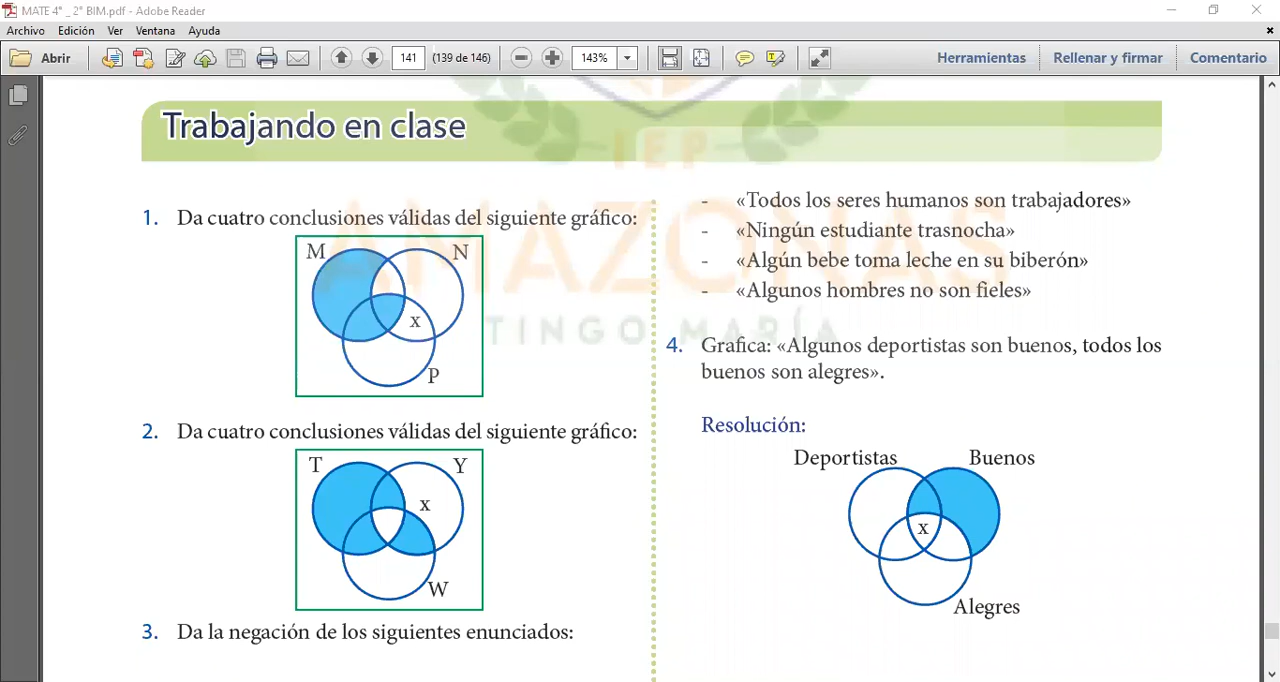 MATE 4° _ 2° BIM.pdf - Adobe Reader
Archivo Edición Ver Ventana Ayuda
Abrir 141 (139 de 146) 143% Herramientas Rellenar y firmar Comentario
Trabajando en clase
IEP
AMAZONAS
TINGO MARÍA
1. Da cuatro conclusiones válidas del siguiente gráfico:
M N
x
P
2. Da cuatro conclusiones válidas del siguiente gráfico:
T Y
x
W
3. Da la negación de los siguientes enunciados:
- «Todos los seres humanos son trabajadores»
- «Ningún estudiante trasnocha»
- «Algún bebe toma leche en su biberón»
- «Algunos hombres no son fieles»
4. Grafica: «Algunos deportistas son buenos, todos los
buenos son alegres».
Resolución:
Deportistas Buenos
x
Alegres